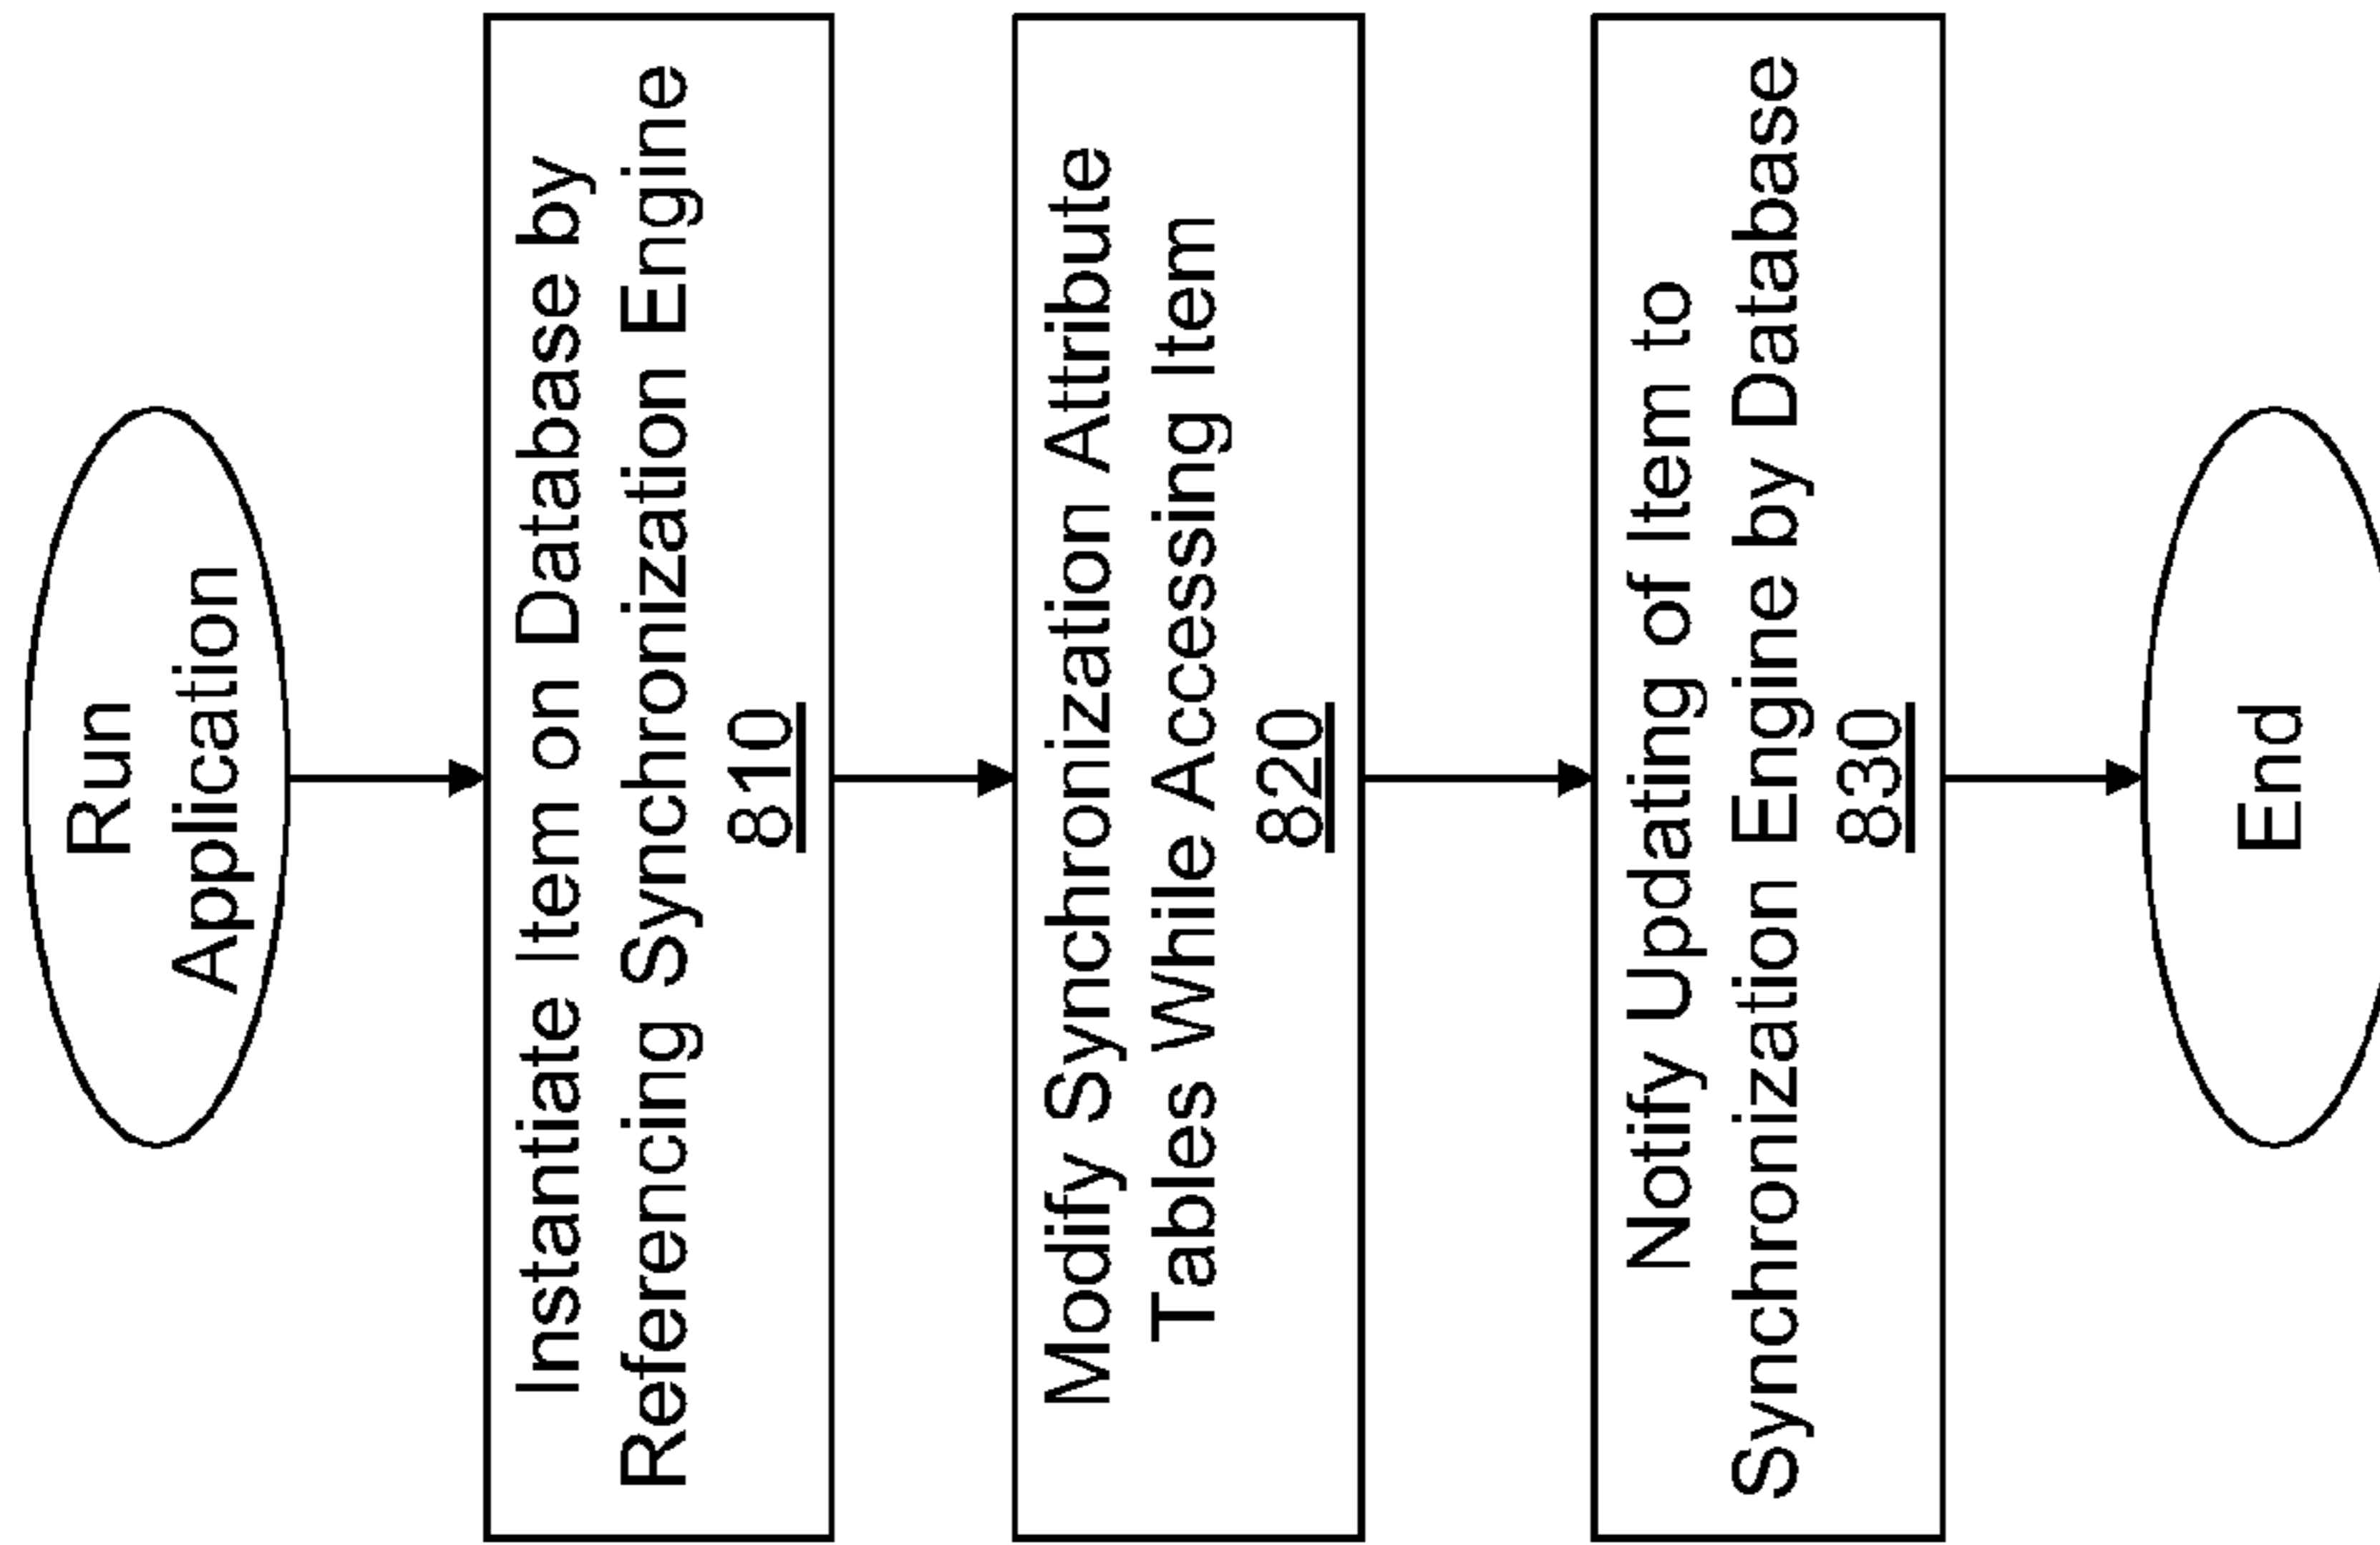 Run
Application
Instantiate Item on Database by
Referencing Synchronization Engine
810
Modify Synchronization Attribute
Tables While Accessing Item
820
Notify Updating of Item to
Synchronization Engine by Database
830
End